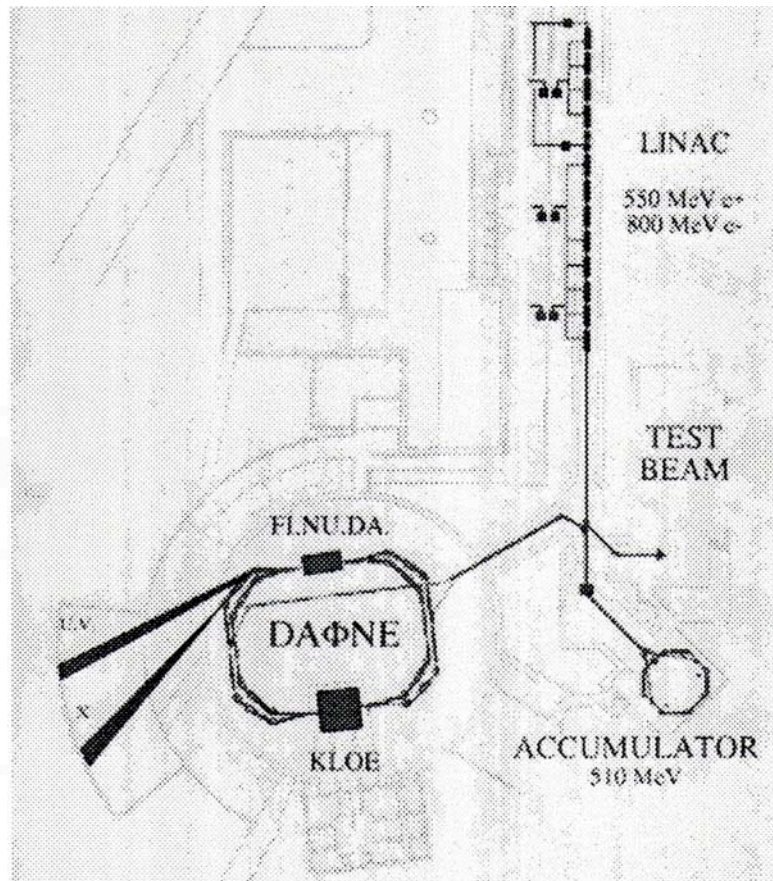 LINAC
550 MeV e+
800 MeV e-
TEST
BEAM
FI.NU.DA.
U.V.
DAΦNE
X
KLOE
ACCUMULATOR
510 MeV